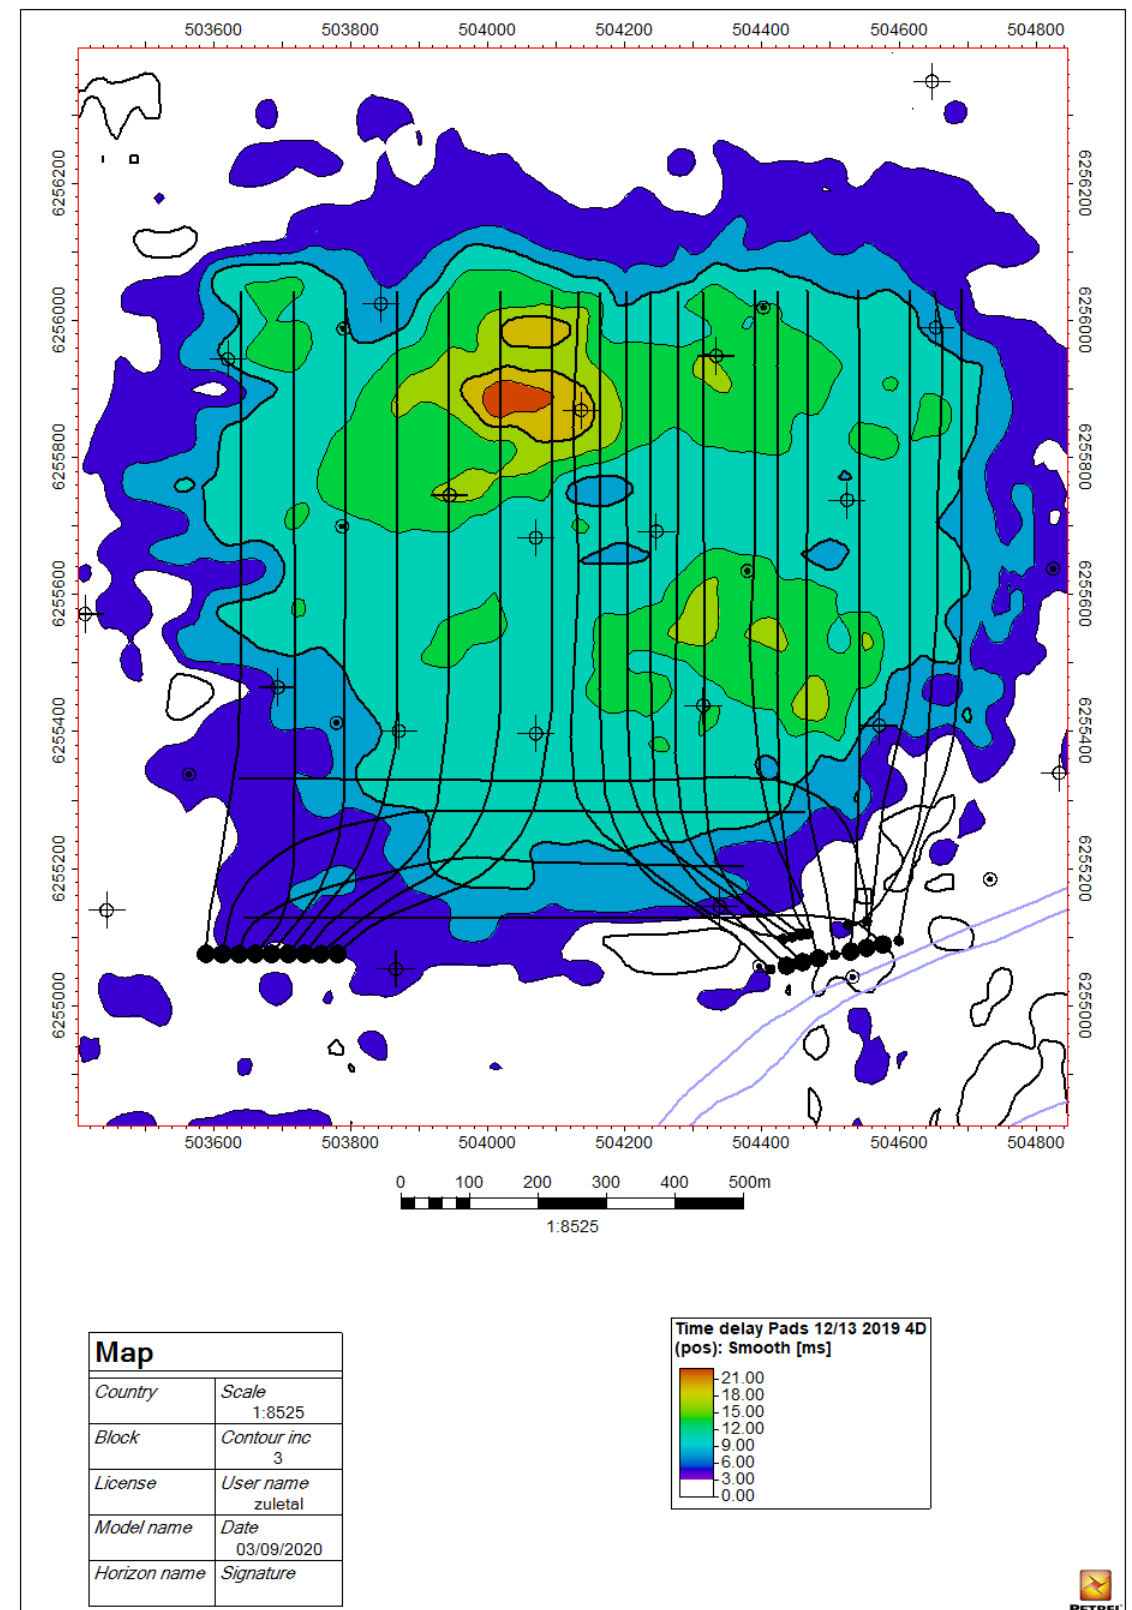 503600 503800 504000 504200 504400 504600 504800
6256200
6256000
6255800
6255600
6255400
6255200
6255000
6256200
6256000
6255800
6255600
6255400
6255200
6255000
503600 503800 504000 504200 504400 504600 504800
0 100 200 300 400 500m
1:8525
Time delay Pads 12/13 2019 4D
(pos): Smooth [ms]
21.00
18.00
15.00
12.00
9.00
6.00
3.00
0.00
Map
Country Scale
1:8525
Block Contour inc
3
License User name
zuletal
Model name Date
03/09/2020
Horizon name Signature
PETREL